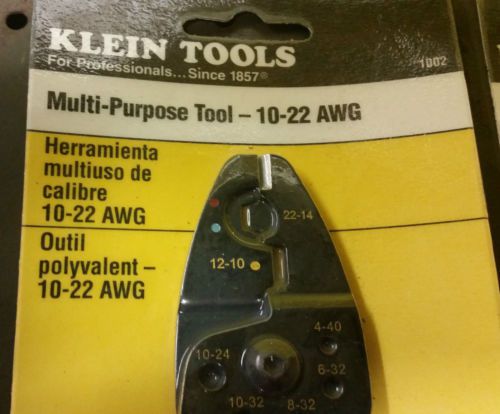 KLEIN TOOLS
For Professionals...Since 1857®
1002
Multi-Purpose Tool – 10-22 AWG
Herramienta
multiuso de
calibre
10-22 AWG
Outil
polyvalent –
10-22 AWG
22-14
12-10
4-40
10-24
6-32
10-32
8-32